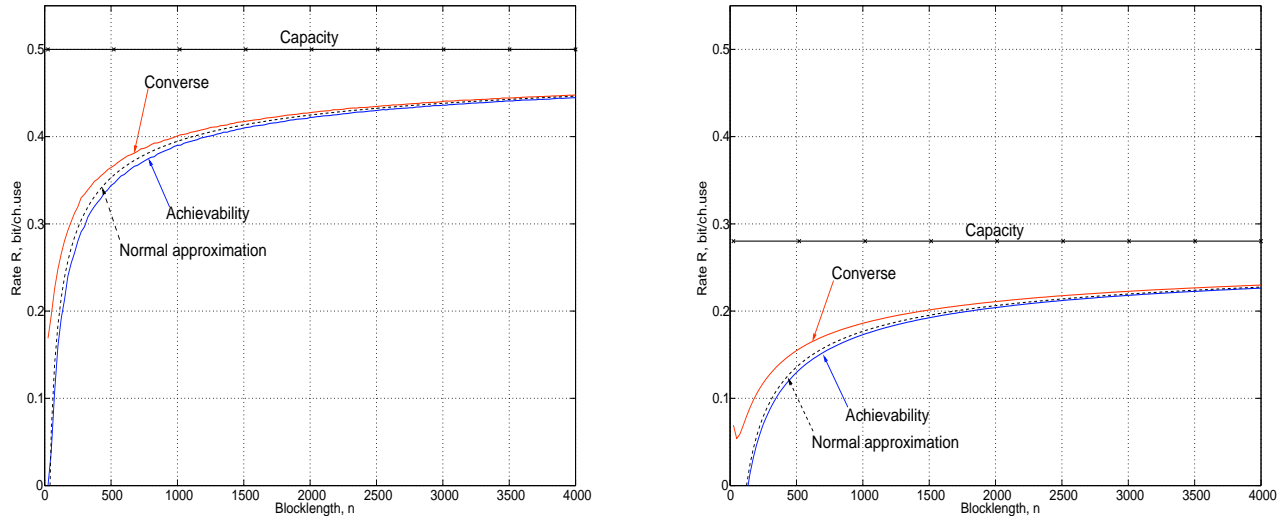 0.5
0.4
0.3
0.2
0.1
0
Rate R, bit/ch.use
Capacity
Converse
Achievability
Normal approximation
0 500 1000 1500 2000 2500 3000 3500 4000
Blocklength, n
0.5
0.4
0.3
0.2
0.1
0
Rate R, bit/ch.use
Capacity
Converse
Achievability
Normal approximation
0 500 1000 1500 2000 2500 3000 3500 4000
Blocklength, n